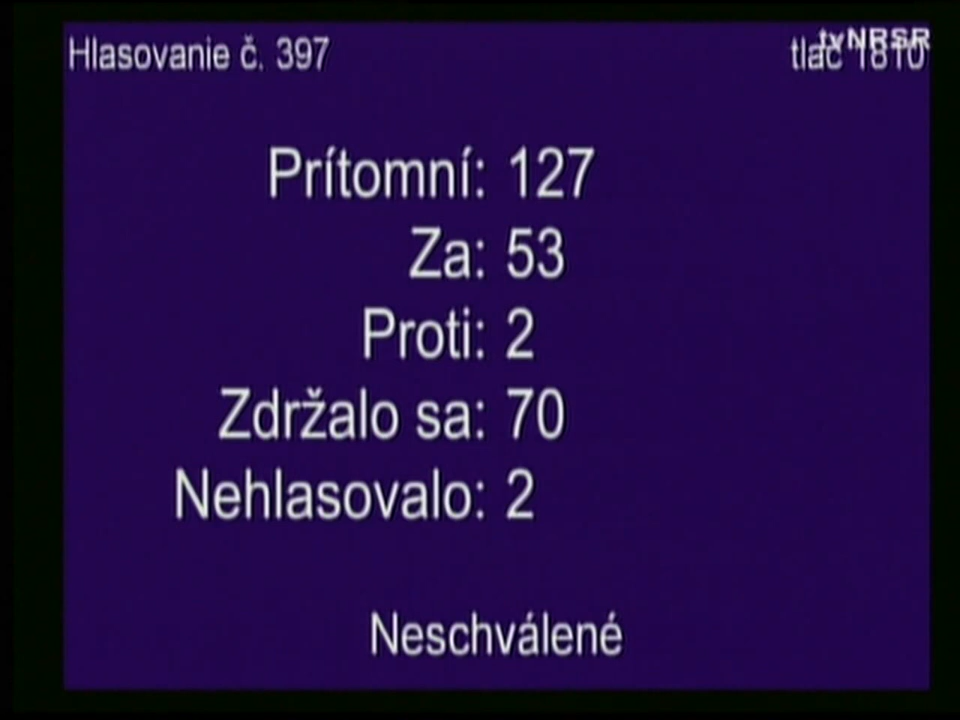 Hlasovanie č. 397
tvNRSR
tlač 1810
Prítomní: 127
Za: 53
Proti: 2
Zdržalo sa: 70
Nehlasovalo: 2
Neschválené